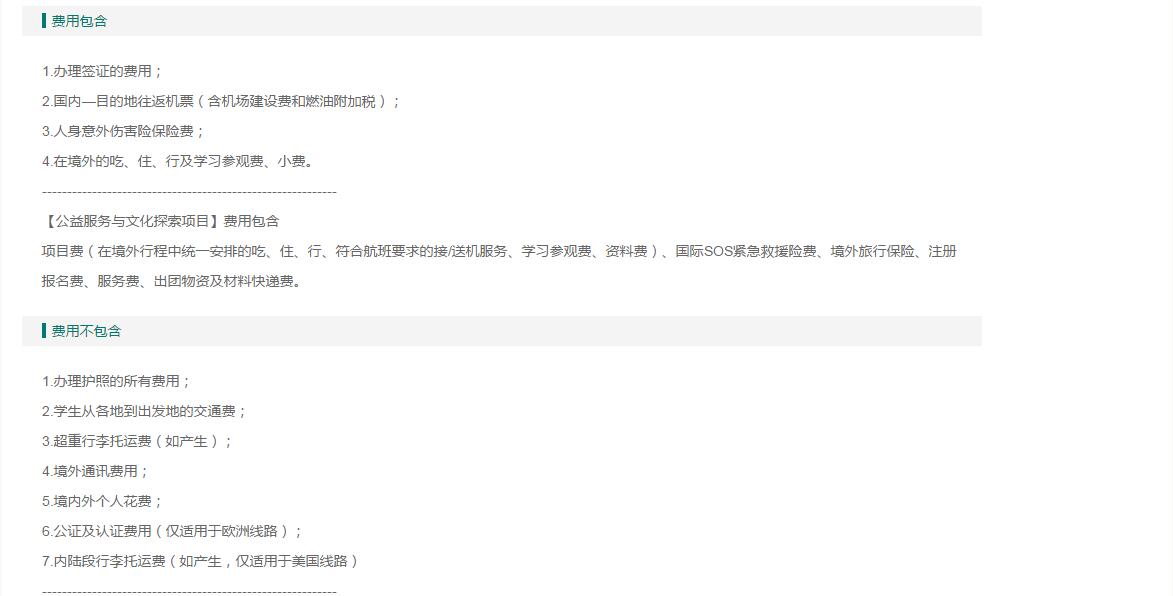 费用包含
1.办理签证的费用；
2.国内—目的地往返机票（含机场建设费和燃油附加税）；
3.人身意外伤害险保险费；
4.在境外的吃、住、行及学习参观费、小费。
-----------------------------------------------------------
【公益服务与文化探索项目】费用包含
项目费（在境外行程中统一安排的吃、住、行、符合航班要求的接/送机服务、学习参观费、资料费）、国际SOS紧急救援险费、境外旅行保险、注册
报名费、服务费、出团物资及材料快递费。
费用不包含
1.办理护照的所有费用；
2.学生从各地到出发地的交通费；
3.超重行李托运费（如产生）；
4.境外通讯费用；
5.境内外个人花费；
6.公证及认证费用（仅适用于欧洲线路）；
7.内陆段行李托运费（如产生，仅适用于美国线路）
-----------------------------------------------------------